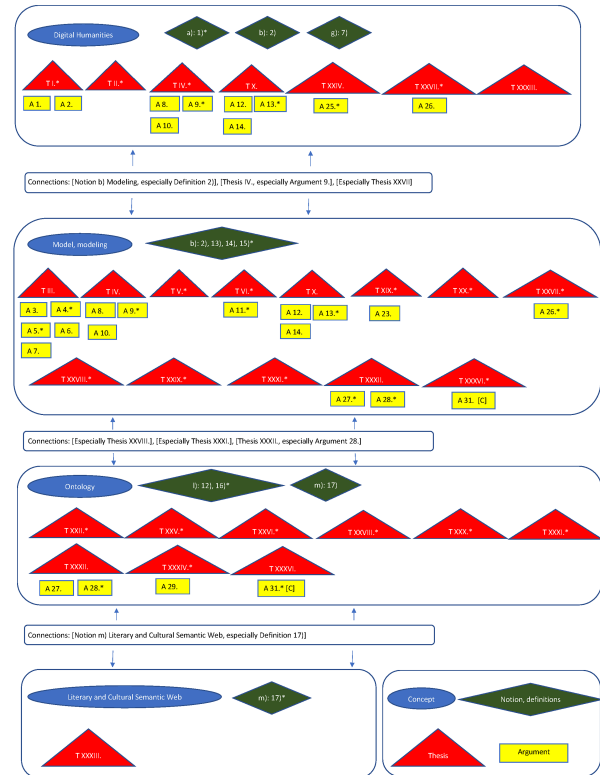 Digital Humanities
a): 1)*
b): 2)
g): 7)
T I.*
T II.*
T IV.*
T X.
T XXIV.
T XXVII.*
T XXXIII.
A 1.
A 2.
A 8.
A 9.*
A 12.
A 13.*
A 25.*
A 26.
A 10.
A 14.
Connections: [Notion b) Modeling, especially Definition 2)], [Thesis IV., especially Argument 9.], [Especially Thesis XXVII]
Model, modeling
b): 2), 13), 14), 15)*
T III.
T IV.
T V.*
T VI.*
T X.
T XIX.*
T XX.*
T XXVII.*
A 3.
A 4.*
A 8.
A 9.*
A 11.*
A 12.
A 13.*
A 23.
A 26.*
A 5.*
A 6.
A 10.
A 14.
A 7.
T XXVIII.*
T XXIX.*
T XXXI.*
T XXXII.
T XXXVI.*
A 27.*
A 28.*
A 31. [C]
Connections: [Especially Thesis XXVIII.], [Especially Thesis XXXI.], [Thesis XXXII., especially Argument 28.]
Ontology
l): 12), 16)*
m): 17)
T XXII.*
T XXV.*
T XXVI.*
T XXVIII.*
T XXX.*
T XXXI.*
T XXXII.
T XXXIV.*
T XXXVI.
A 27.
A 28.*
A 29.
A 31.* [C]
Connections: [Notion m) Literary and Cultural Semantic Web, especially Definition 17)]
Literary and Cultural Semantic Web
m): 17)*
T XXXIII.
Concept
Notion, definitions
Thesis
Argument